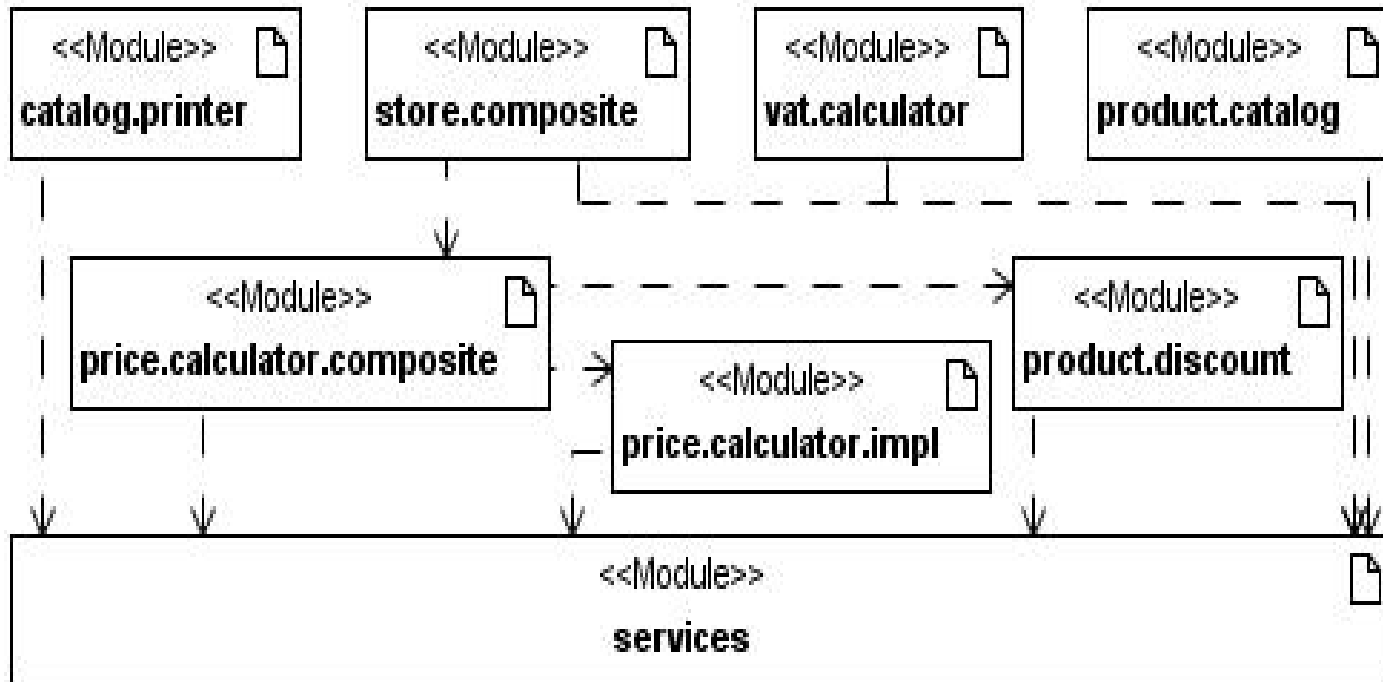 <<Module>>
catalog.printer
<<Module>>
store.composite
<<Module>>
vat.calculator
<<Module>>
product.catalog
<<Module>>
price.calculator.composite
<<Module>>
price.calculator.impl
<<Module>>
product.discount
<<Module>>
services